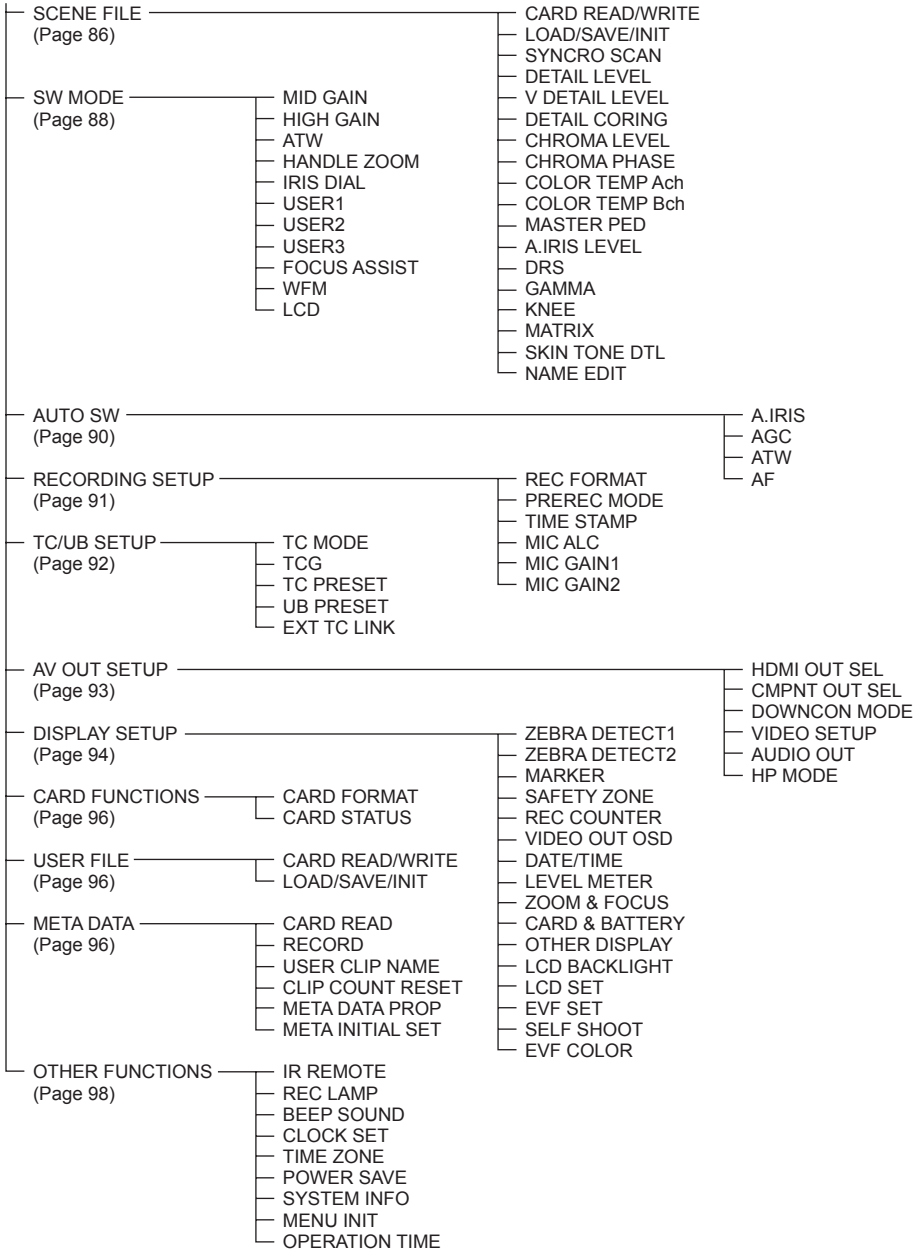 SCENE FILE
(Page 86)
CARD READ/WRITE
LOAD/SAVE/INIT
SYNCRO SCAN
DETAIL LEVEL
V DETAIL LEVEL
DETAIL CORING
CHROMA LEVEL
CHROMA PHASE
COLOR TEMP Ach
COLOR TEMP Bch
MASTER PED
A.IRIS LEVEL
DRS
GAMMA
KNEE
MATRIX
SKIN TONE DTL
NAME EDIT
SW MODE
(Page 88)
MID GAIN
HIGH GAIN
ATW
HANDLE ZOOM
IRIS DIAL
USER1
USER2
USER3
FOCUS ASSIST
WFM
LCD
AUTO SW
(Page 90)
A.IRIS
AGC
ATW
AF
RECORDING SETUP
(Page 91)
REC FORMAT
PREREC MODE
TIME STAMP
MIC ALC
MIC GAIN1
MIC GAIN2
TC/UB SETUP
(Page 92)
TC MODE
TCG
TC PRESET
UB PRESET
EXT TC LINK
AV OUT SETUP
(Page 93)
HDMI OUT SEL
CMPNT OUT SEL
DOWNCON MODE
VIDEO SETUP
AUDIO OUT
HP MODE
DISPLAY SETUP
(Page 94)
ZEBRA DETECT1
ZEBRA DETECT2
MARKER
SAFETY ZONE
REC COUNTER
VIDEO OUT OSD
DATE/TIME
LEVEL METER
ZOOM & FOCUS
CARD & BATTERY
OTHER DISPLAY
LCD BACKLIGHT
LCD SET
EVF SET
SELF SHOOT
EVF COLOR
CARD FUNCTIONS
(Page 96)
CARD FORMAT
CARD STATUS
USER FILE
(Page 96)
CARD READ/WRITE
LOAD/SAVE/INIT
META DATA
(Page 96)
CARD READ
RECORD
USER CLIP NAME
CLIP COUNT RESET
META DATA PROP
META INITIAL SET
OTHER FUNCTIONS
(Page 98)
IR REMOTE
REC LAMP
BEEP SOUND
CLOCK SET
TIME ZONE
POWER SAVE
SYSTEM INFO
MENU INIT
OPERATION TIME